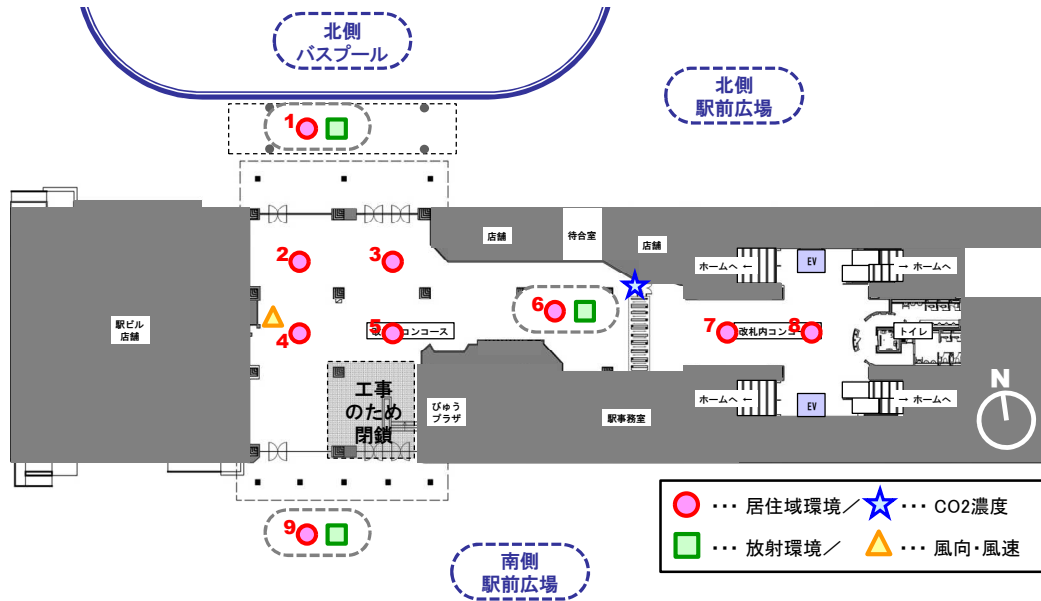 北側
バスプール
北側
駅前広場
1
2
3
店舗
待合室
店舗
ホームへ ←
EV
→ ホームへ
駅ビル
店舗
4
5
コンコース
6
7
改札内コンコー
8
トイレ
工事
のため
閉鎖
びゅう
プラザ
駅事務室
ホームへ ←
EV
→ ホームへ
N
9
南側
駅前広場
… 居住域環境／
… CO2濃度
… 放射環境／
… 風向・風速